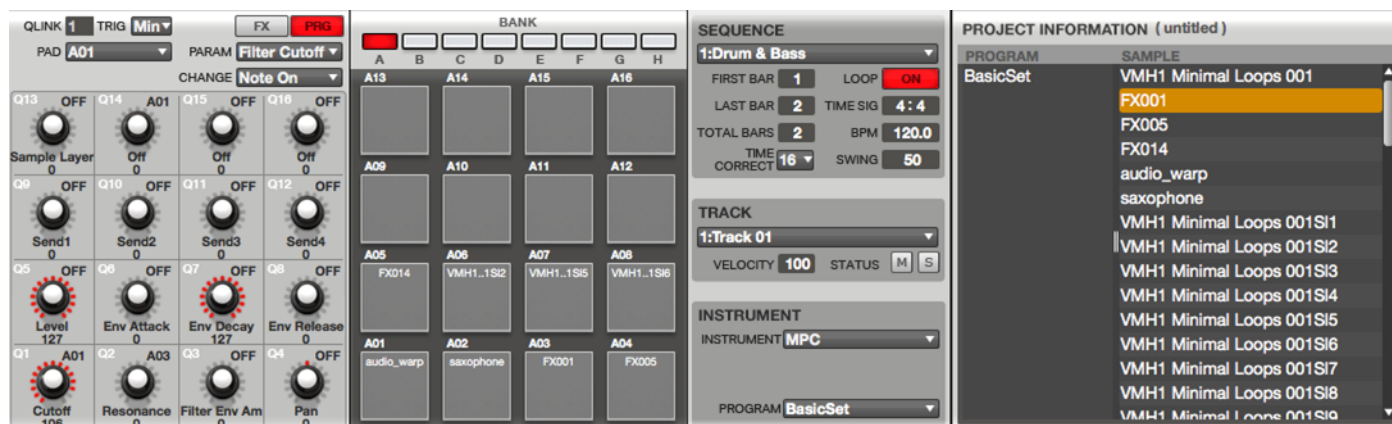 QLINK 1 TRIG Min FX PRG
PAD A01 PARAM Filter Cutoff
CHANGE Note On
Q13 OFF Q14 A01 Q15 OFF Q16 OFF
Sample Layer Off Off Off
0 0 0 0
Q9 OFF Q10 OFF Q11 OFF Q12 OFF
Send1 Send2 Send3 Send4
0 0 0 0
Q5 OFF Q6 OFF Q7 OFF Q8 OFF
Level Env Attack Env Decay Env Release
127 0 127 0
Q1 A01 Q2 A03 Q3 OFF Q4 OFF
Cutoff Resonance Filter Env Am Pan
106 0 0 0
BANK
A B C D E F G H
A13 A14 A15 A16
A09 A10 A11 A12
A05 A06 A07 A08
FX014 VMH1..1Sl2 VMH1..1Sl5 VMH1..1Sl6
A01 A02 A03 A04
audio_warp saxophone FX001 FX005
SEQUENCE
1:Drum & Bass
FIRST BAR 1 LOOP ON
LAST BAR 2 TIME SIG 4:4
TOTAL BARS 2 BPM 120.0
TIME CORRECT 16 SWING 50
TRACK
1:Track 01
VELOCITY 100 STATUS M S
INSTRUMENT
INSTRUMENT MPC
PROGRAM BasicSet
PROJECT INFORMATION ( untitled )
PROGRAM SAMPLE
BasicSet VMH1 Minimal Loops 001
FX001
FX005
FX014
audio_warp
saxophone
VMH1 Minimal Loops 001Sl1
VMH1 Minimal Loops 001Sl2
VMH1 Minimal Loops 001Sl3
VMH1 Minimal Loops 001Sl4
VMH1 Minimal Loops 001Sl5
VMH1 Minimal Loops 001Sl6
VMH1 Minimal Loops 001Sl7
VMH1 Minimal Loops 001Sl8
VMH1 Minimal Loops 001Sl9